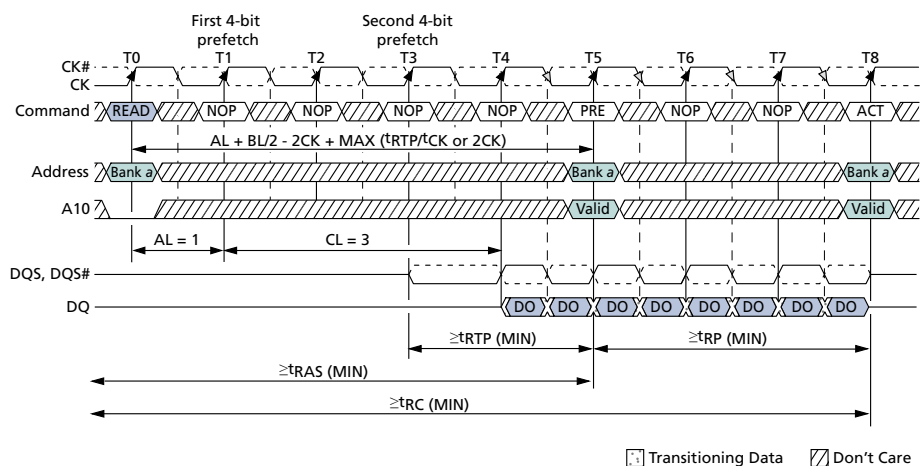 First 4-bit prefetch
Second 4-bit prefetch
T0 T1 T2 T3 T4 T5 T6 T7 T8
CK#
CK
Command READ NOP NOP NOP NOP PRE NOP NOP ACT
AL + BL/2 - 2CK + MAX (tRTP/tCK or 2CK)
Address Bank a Bank a Bank a
A10 Valid Valid
AL = 1 CL = 3
DQS, DQS#
DQ DO DO DO DO DO DO DO DO
≥tRTP (MIN) ≥tRP (MIN)
≥tRAS (MIN)
≥tRC (MIN)
Transitioning Data Don't Care